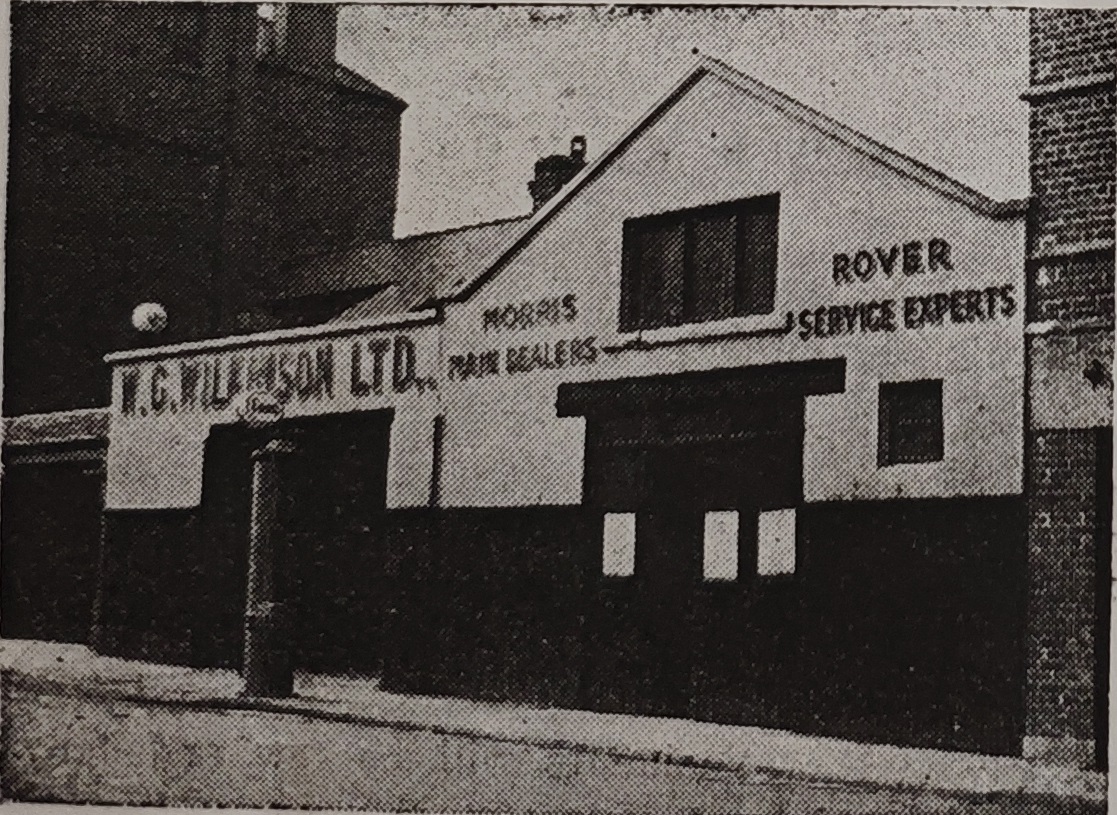 W.G. WILKINSON LTD.
MORRIS
MAIN DEALERS
ROVER
SERVICE EXPERTS